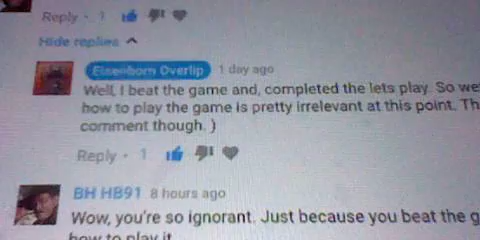 Reply • 1
Hide replies
Eisenhorn Overlip 1 day ago
Well, I beat the game and, completed the lets play. So we
how to play the game is pretty irrelevant at this point. Th
comment though. )
Reply • 1
BH HB91 8 hours ago
Wow, you're so ignorant. Just because you beat the g
how to play it